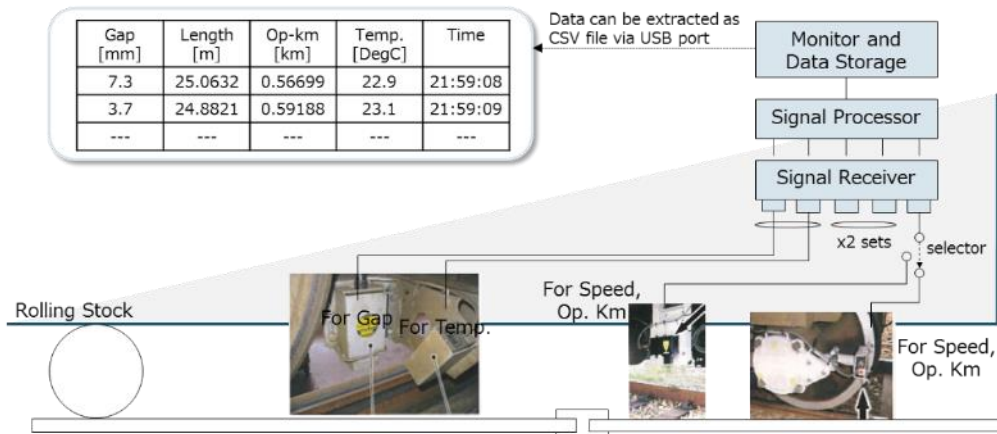 Gap [mm] Length [m] Op-km [km] Temp. [DegC] Time
7.3 25.0632 0.56699 22.9 21:59:08
3.7 24.8821 0.59188 23.1 21:59:09
--- --- --- --- ---
Data can be extracted as
CSV file via USB port
Monitor and
Data Storage
Signal Processor
Signal Receiver
x2 sets
selector
For Speed,
Op. Km
Rolling Stock
For Gap
For Temp.
For Speed,
Op. Km